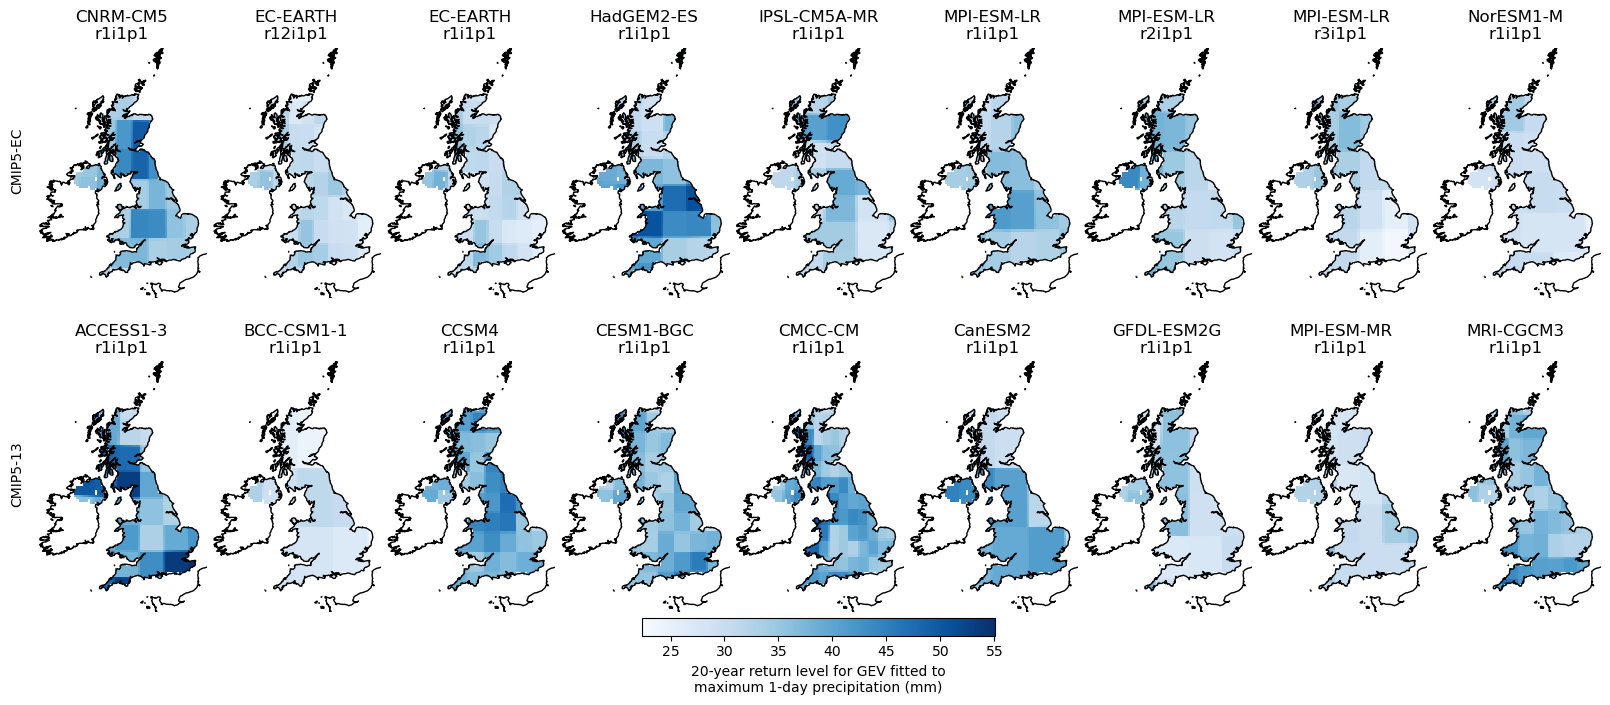 CNRM-CM5
r1i1p1
EC-EARTH
r12i1p1
EC-EARTH
r1i1p1
HadGEM2-ES
r1i1p1
IPSL-CM5A-MR
r1i1p1
MPI-ESM-LR
r1i1p1
MPI-ESM-LR
r2i1p1
MPI-ESM-LR
r3i1p1
NorESM1-M
r1i1p1
CMIP5-EC
ACCESS1-3
r1i1p1
BCC-CSM1-1
r1i1p1
CCSM4
r1i1p1
CESM1-BGC
r1i1p1
CMCC-CM
r1i1p1
CanESM2
r1i1p1
GFDL-ESM2G
r1i1p1
MPI-ESM-MR
r1i1p1
MRI-CGCM3
r1i1p1
CMIP5-13
25 30 35 40 45 50 55
20-year return level for GEV fitted to
maximum 1-day precipitation (mm)